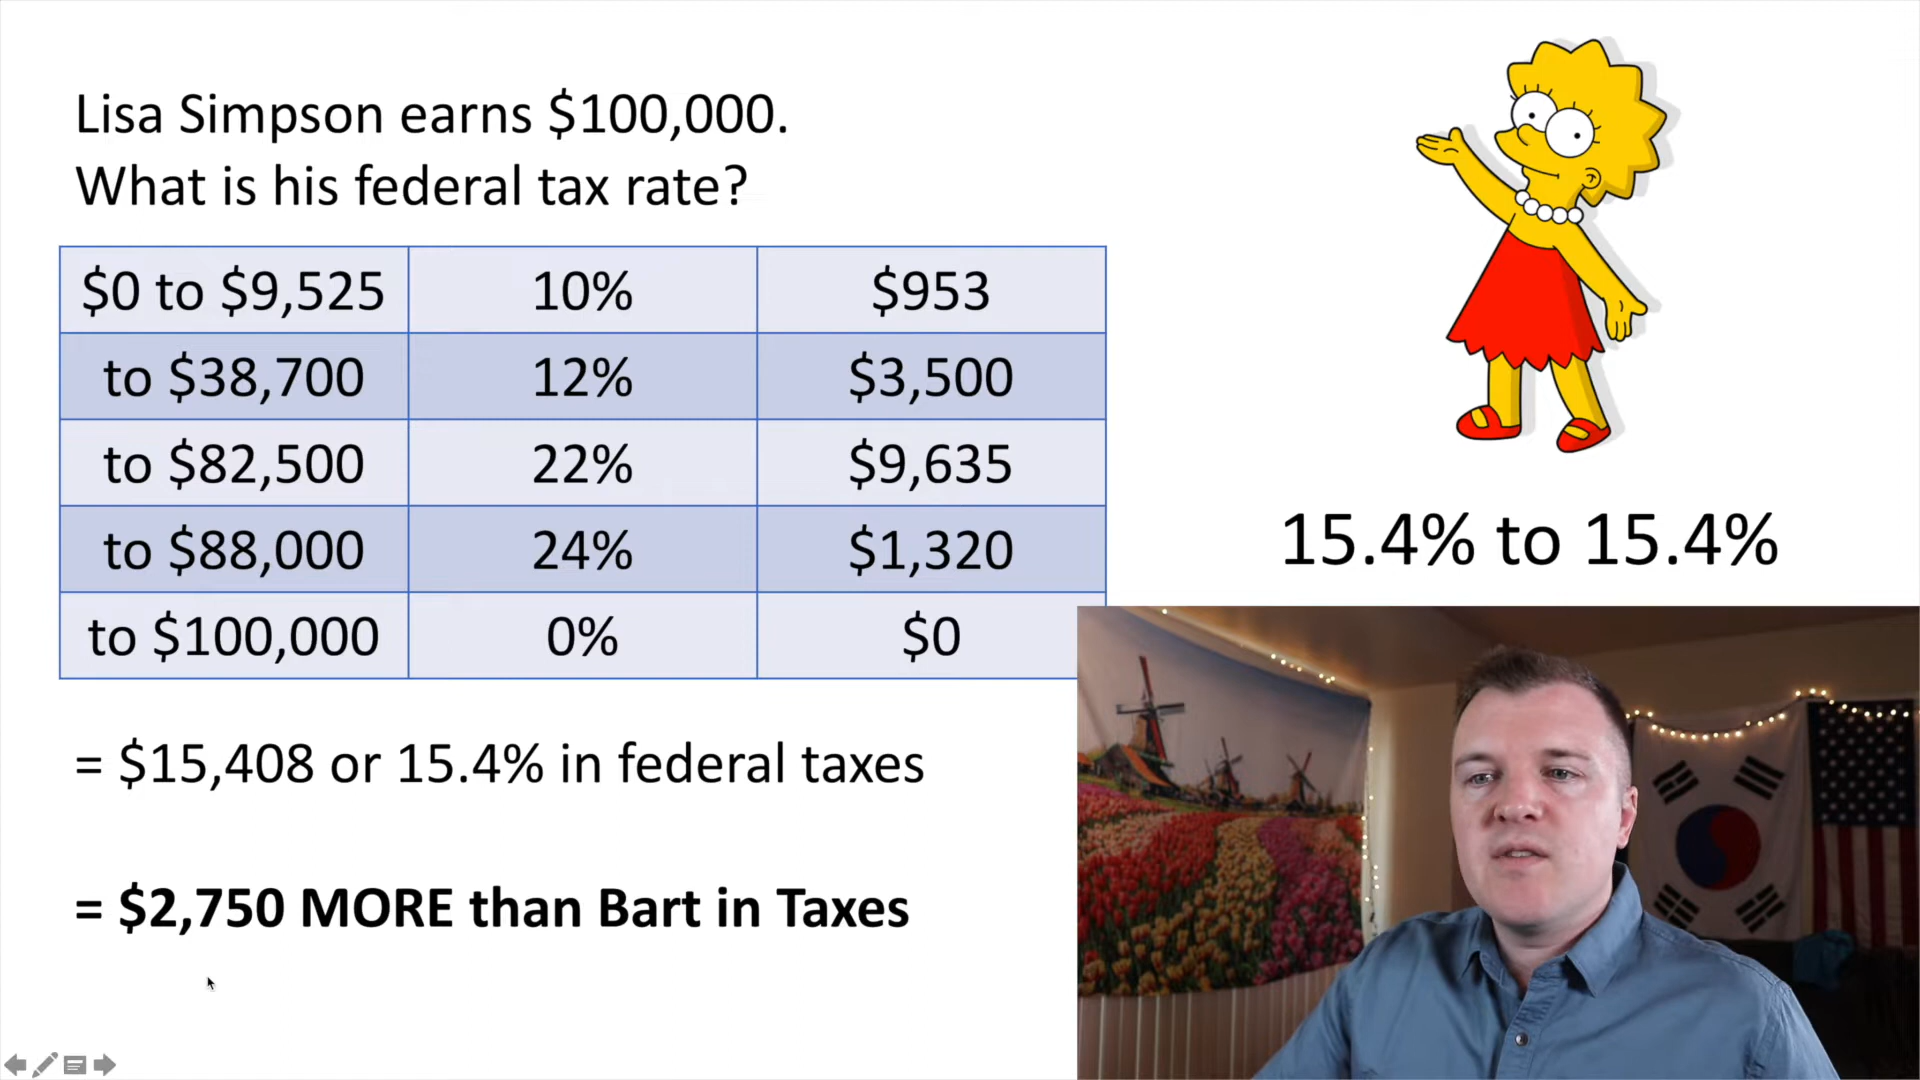 Lisa Simpson earns $100,000.
What is his federal tax rate?
$0 to $9,525 10% $953
to $38,700 12% $3,500
to $82,500 22% $9,635
to $88,000 24% $1,320
to $100,000 0% $0
15.4% to 15.4%
= $15,408 or 15.4% in federal taxes
= $2,750 MORE than Bart in Taxes